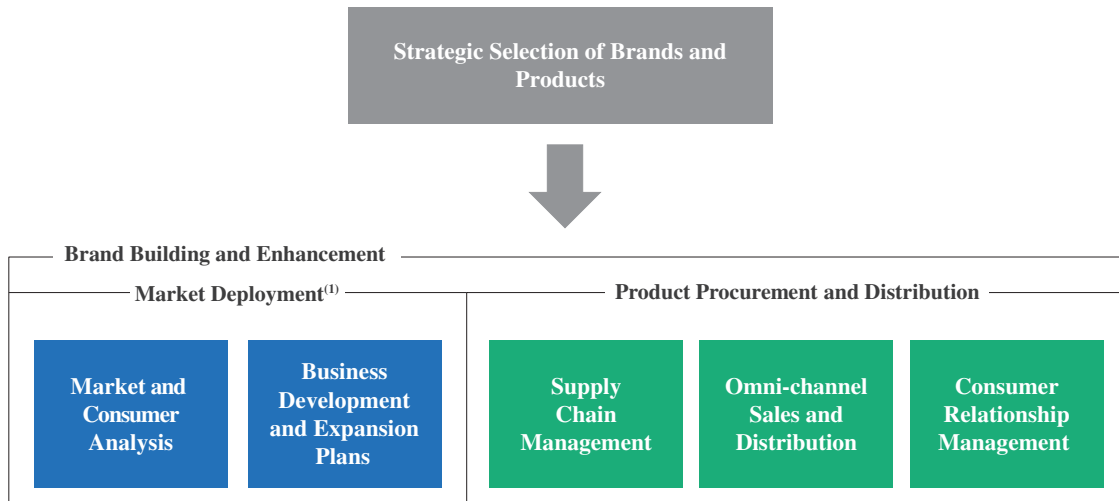 Strategic Selection of Brands and
Products
Brand Building and Enhancement
Market Deployment(1)
Product Procurement and Distribution
Market and
Consumer
Analysis
Business
Development
and Expansion
Plans
Supply
Chain
Management
Omni-channel
Sales and
Distribution
Consumer
Relationship
Management